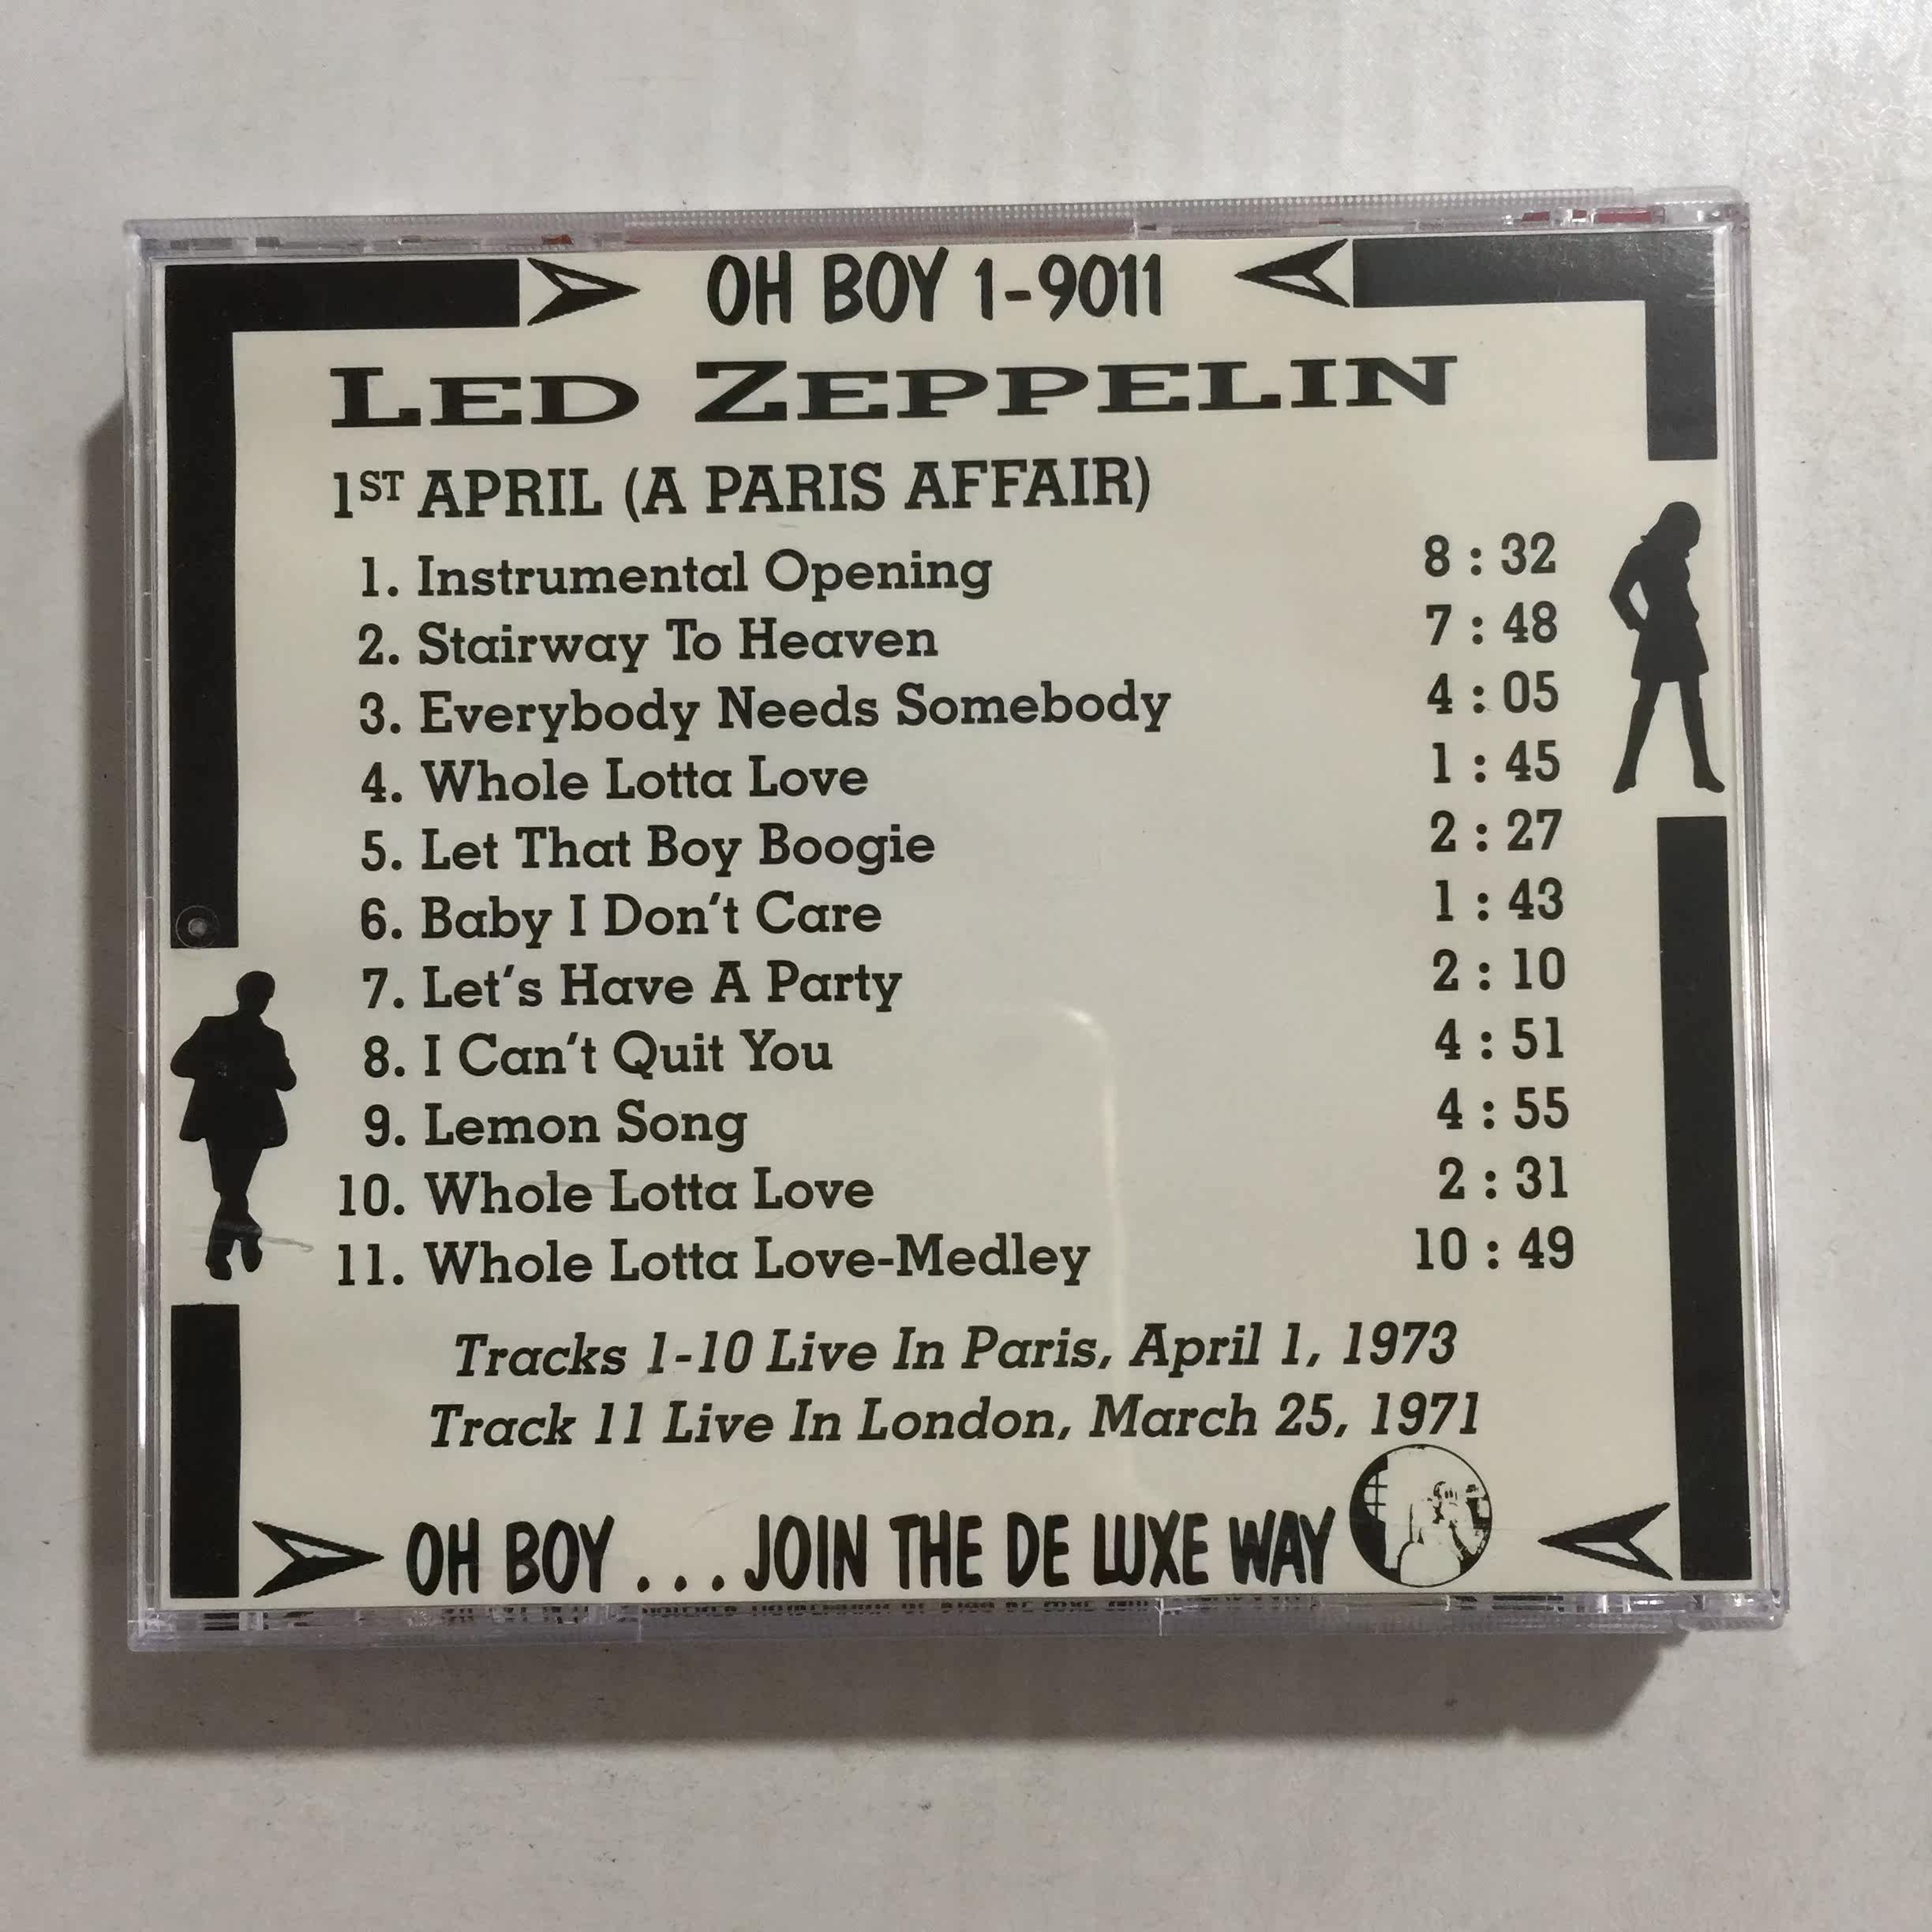 OH BOY 1-9011
LED ZEPPELIN
1ST APRIL (A PARIS AFFAIR)
1. Instrumental Opening 8 : 32
2. Stairway To Heaven 7 : 48
3. Everybody Needs Somebody 4 : 05
4. Whole Lotta Love 1 : 45
5. Let That Boy Boogie 2 : 27
6. Baby I Don't Care 1 : 43
7. Let's Have A Party 2 : 10
8. I Can't Quit You 4 : 51
9. Lemon Song 4 : 55
10. Whole Lotta Love 2 : 31
11. Whole Lotta Love-Medley 10 : 49
Tracks 1-10 Live In Paris, April 1, 1973
Track 11 Live In London, March 25, 1971
OH BOY ... JOIN THE DE LUXE WAY